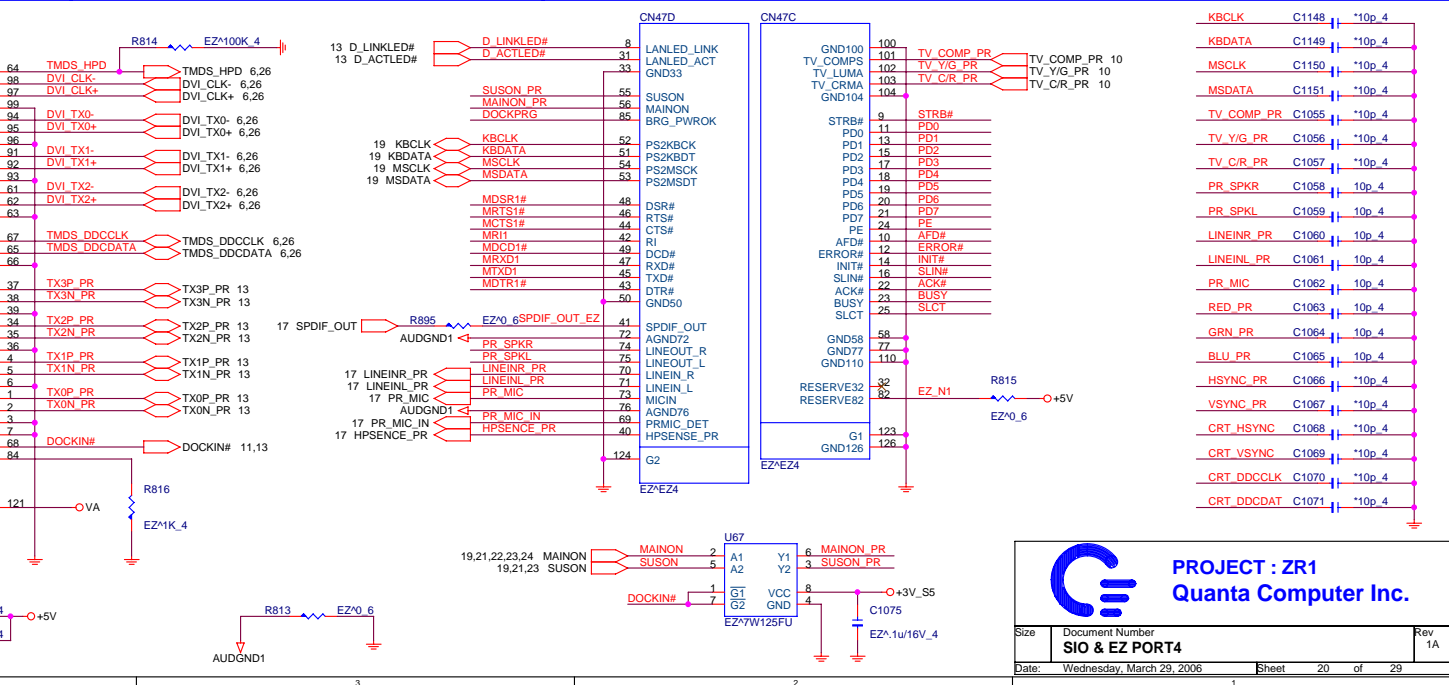 R814 EZ^100K_4
64 TMDS_HPD TMDS_HPD 6,26
98 DVI_CLK- DVI_CLK- 6,26
97 DVI_CLK+ DVI_CLK+ 6,26
99
94 DVI_TX0- DVI_TX0- 6,26
95 DVI_TX0+ DVI_TX0+ 6,26
96
91 DVI_TX1- DVI_TX1- 6,26
92 DVI_TX1+ DVI_TX1+ 6,26
93
61 DVI_TX2- DVI_TX2- 6,26
62 DVI_TX2+ DVI_TX2+ 6,26
63
67 TMDS_DDCCLK TMDS_DDCCLK 6,26
65 TMDS_DDCDATA TMDS_DDCDATA 6,26
66
37 TX3P_PR TX3P_PR 13
38 TX3N_PR TX3N_PR 13
39
34 TX2P_PR TX2P_PR 13
35 TX2N_PR TX2N_PR 13
36
4 TX1P_PR TX1P_PR 13
5 TX1N_PR TX1N_PR 13
6
1 TX0P_PR TX0P_PR 13
2 TX0N_PR TX0N_PR 13
3
7
68 DOCKIN# DOCKIN# 11,13
84
R816
EZ^1K_4
121 VA
+5V
R813 EZ^0_6
AUDGND1
CN47D
13 D_LINKLED# D_LINKLED# 8 LANLED_LINK
13 D_ACTLED# D_ACTLED# 31 LANLED_ACT
33 GND33
SUSON_PR 55 SUSON
MAINON_PR 56 MAINON
DOCKPRG 85 BRG_PWROK
19 KBCLK KBCLK 52 PS2KBCK
19 KBDATA KBDATA 51 PS2KBDT
19 MSCLK MSCLK 54 PS2MSCK
19 MSDATA MSDATA 53 PS2MSDT
MDSR1# 48 DSR#
MRTS1# 46 RTS#
MCTS1# 44 CTS#
MRI1 42 RI
MDCD1# 49 DCD#
MRXD1 47 RXD#
MTXD1 45 TXD#
MDTR1# 43 DTR#
50 GND50
17 SPDIF_OUT R895 EZ^0_6 SPDIF_OUT_EZ 41 SPDIF_OUT
AUDGND1 72 AGND72
PR_SPKR 74 LINEOUT_R
PR_SPKL 75 LINEOUT_L
17 LINEINR_PR LINEINR_PR 70 LINEIN_R
17 LINEINL_PR LINEINL_PR 71 LINEIN_L
17 PR_MIC PR_MIC 73 MICIN
AUDGND1 76 AGND76
17 PR_MIC_IN PR_MIC_IN 69 PRMIC_DET
17 HPSENCE_PR HPSENCE_PR 40 HPSENSE_PR
124 G2
EZ^EZ4
CN47C
GND100 100
TV_COMPS 101 TV_COMP_PR TV_COMP_PR 10
TV_LUMA 102 TV_Y/G_PR TV_Y/G_PR 10
TV_CRMA 103 TV_C/R_PR TV_C/R_PR 10
GND104 104
STRB# 9 STRB#
PD0 11 PD0
PD1 13 PD1
PD2 15 PD2
PD3 17 PD3
PD4 18 PD4
PD5 19 PD5
PD6 20 PD6
PD7 21 PD7
PE 24 PE
AFD# 10 AFD#
ERROR# 12 ERROR#
INIT# 14 INIT#
SLIN# 16 SLIN#
ACK# 22 ACK#
BUSY 23 BUSY
SLCT 25 SLCT
GND58 58
GND77 77
GND110 110
RESERVE32 32
RESERVE82 82 EZ_N1 R815 EZ^0_6 +5V
G1 123
GND126 126
EZ^EZ4
U67
19,21,22,23,24 MAINON MAINON 2 A1 Y1 6 MAINON_PR
19,21,23 SUSON SUSON 5 A2 Y2 3 SUSON_PR
1 G1 VCC 8 +3V_S5
DOCKIN# 7 G2 GND 4
EZ^7W125FU
C1075
EZ^.1u/16V_4
KBCLK C1148 *10p_4
KBDATA C1149 *10p_4
MSCLK C1150 *10p_4
MSDATA C1151 *10p_4
TV_COMP_PR C1055 *10p_4
TV_Y/G_PR C1056 *10p_4
TV_C/R_PR C1057 *10p_4
PR_SPKR C1058 10p_4
PR_SPKL C1059 10p_4
LINEINR_PR C1060 10p_4
LINEINL_PR C1061 10p_4
PR_MIC C1062 10p_4
RED_PR C1063 10p_4
GRN_PR C1064 10p_4
BLU_PR C1065 10p_4
HSYNC_PR C1066 *10p_4
VSYNC_PR C1067 *10p_4
CRT_HSYNC C1068 *10p_4
CRT_VSYNC C1069 *10p_4
CRT_DDCCLK C1070 *10p_4
CRT_DDCDAT C1071 *10p_4
PROJECT : ZR1
Quanta Computer Inc.
Size Document Number Rev
SIO & EZ PORT4 1A
Date: Wednesday, March 29, 2006 Sheet 20 of 29
3 2 1